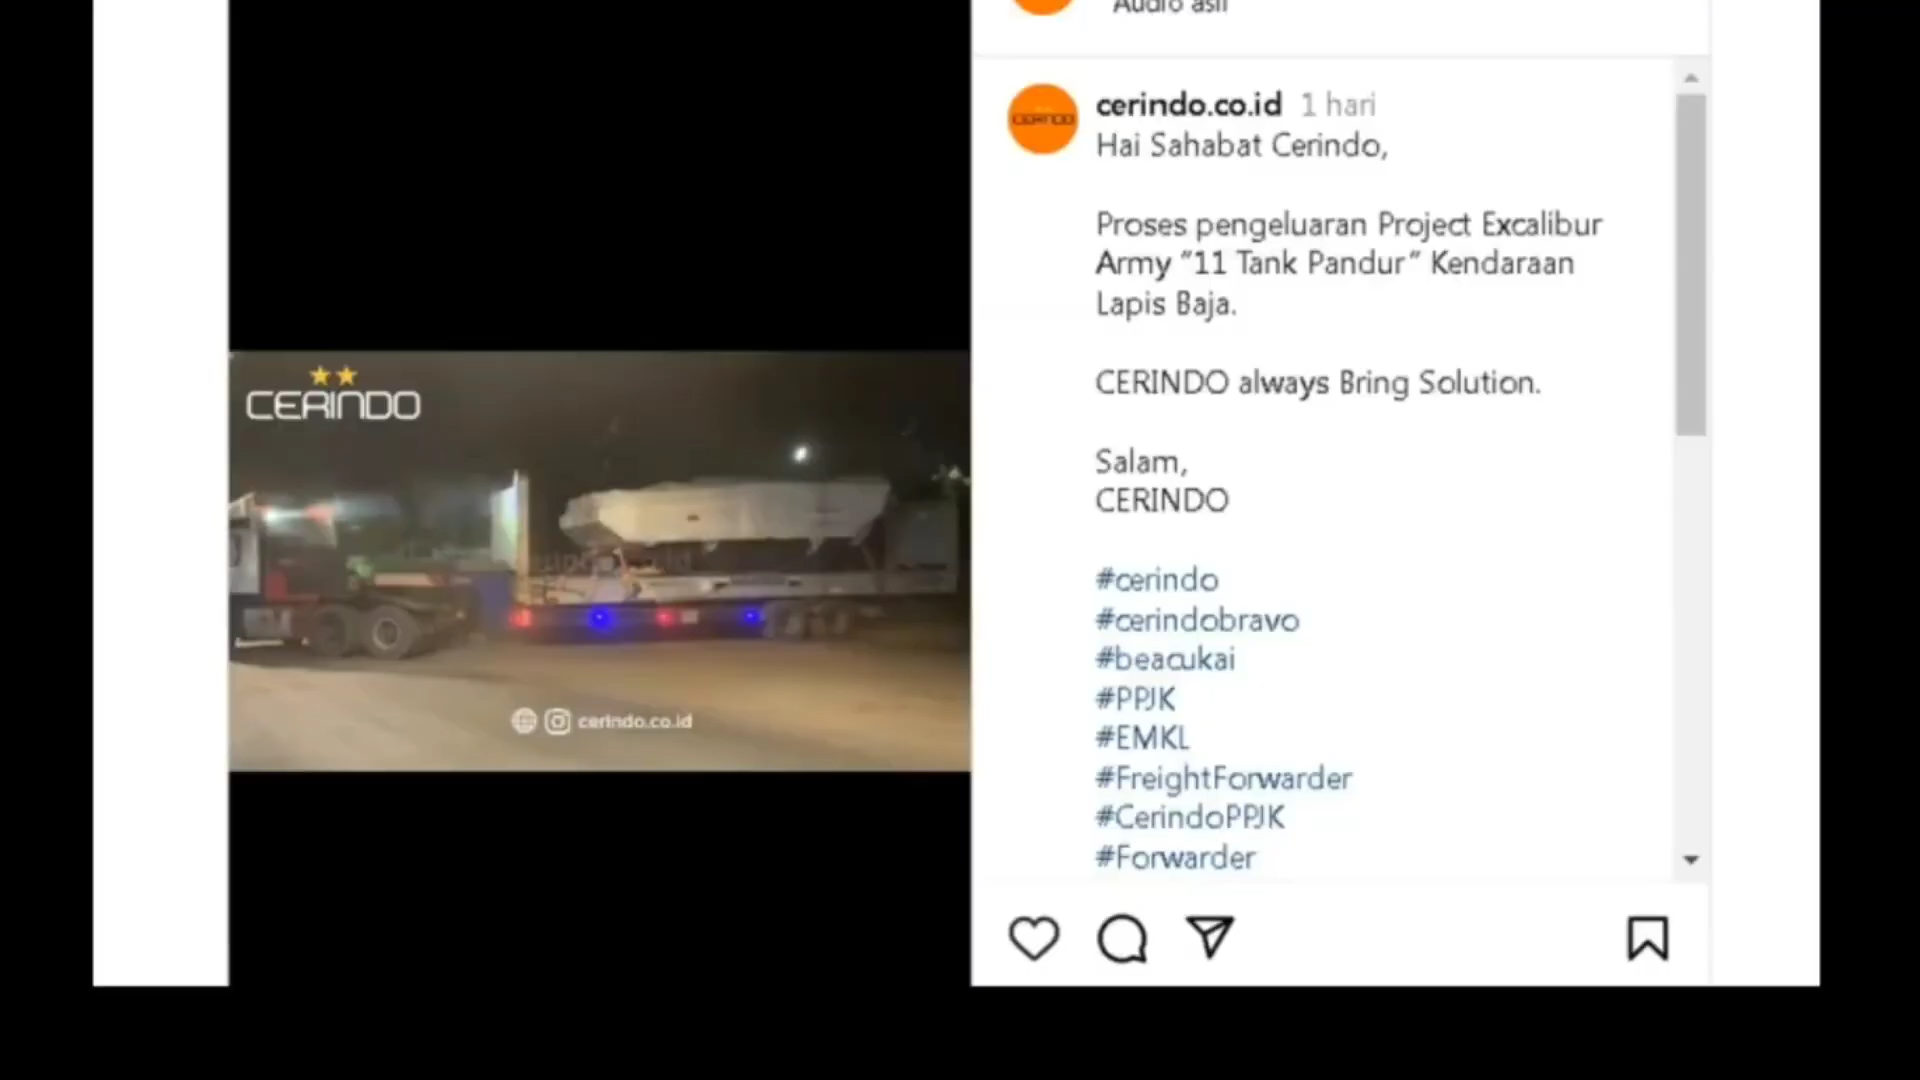 Audio asli
cerindo.co.id 1 hari
Hai Sahabat Cerindo,
Proses pengeluaran Project Excalibur
Army "11 Tank Pandur" Kendaraan
Lapis Baja.
CERINDO always Bring Solution.
Salam,
CERINDO
#cerindo
#cerindobravo
#beacukai
#PPJK
#EMKL
#FreightForwarder
#CerindoPPJK
#Forwarder
CERINDO
CERINDO
cerindo.co.id